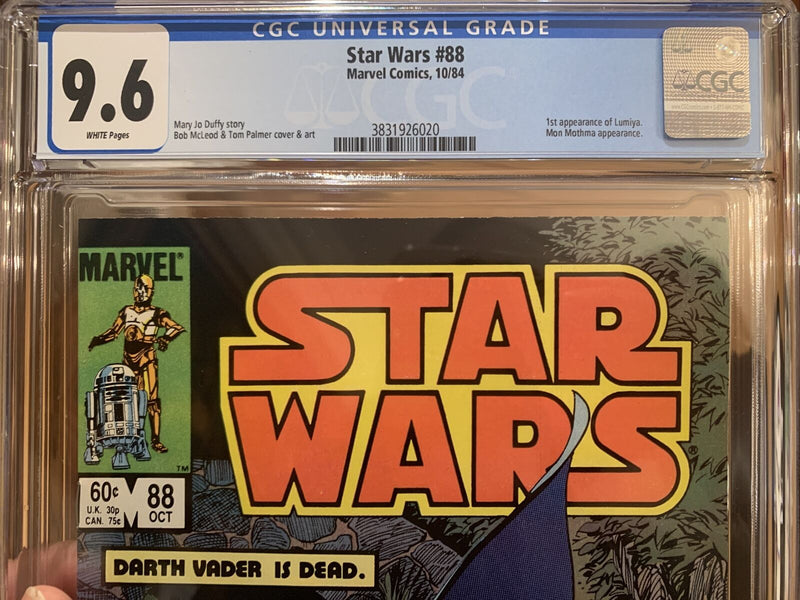 CGC UNIVERSAL GRADE
9.6
WHITE Pages
Star Wars #88
Marvel Comics, 10/84
Mary Jo Duffy story
Bob McLeod & Tom Palmer cover & art
3831926020
1st appearance of Lumiya.
Mon Mothma appearance.
CGC
CGC
MARVEL®
TM
STAR
WARS
®
60¢
U.K. 30p
CAN. 75¢
88
OCT
DARTH VADER IS DEAD.